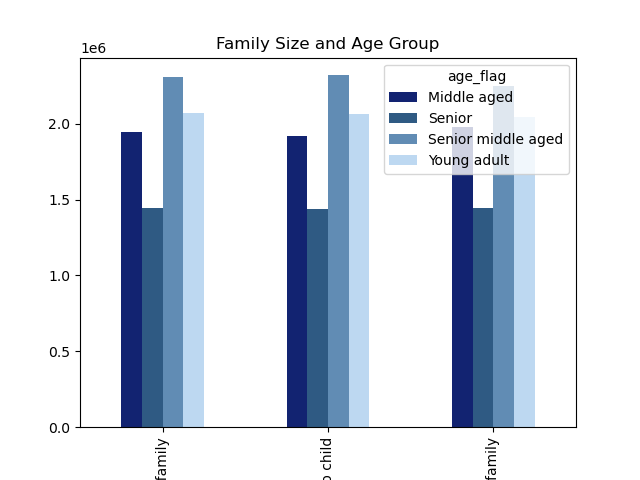 Family Size and Age Group
1e6
age_flag
Middle aged
Senior
Senior middle aged
Young adult
2.0
1.5
1.0
0.5
0.0
family
child
family